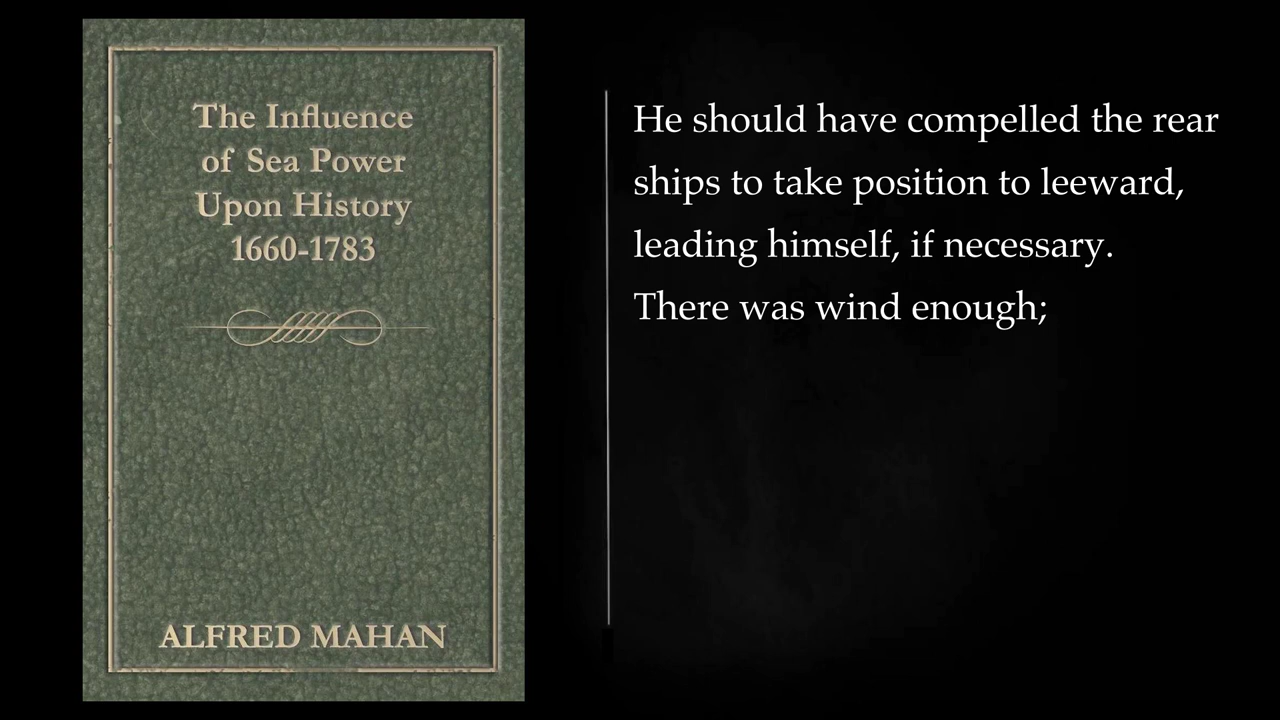 The Influence
of Sea Power
Upon History
1660-1783
ALFRED MAHAN
He should have compelled the rear
ships to take position to leeward,
leading himself, if necessary.
There was wind enough;